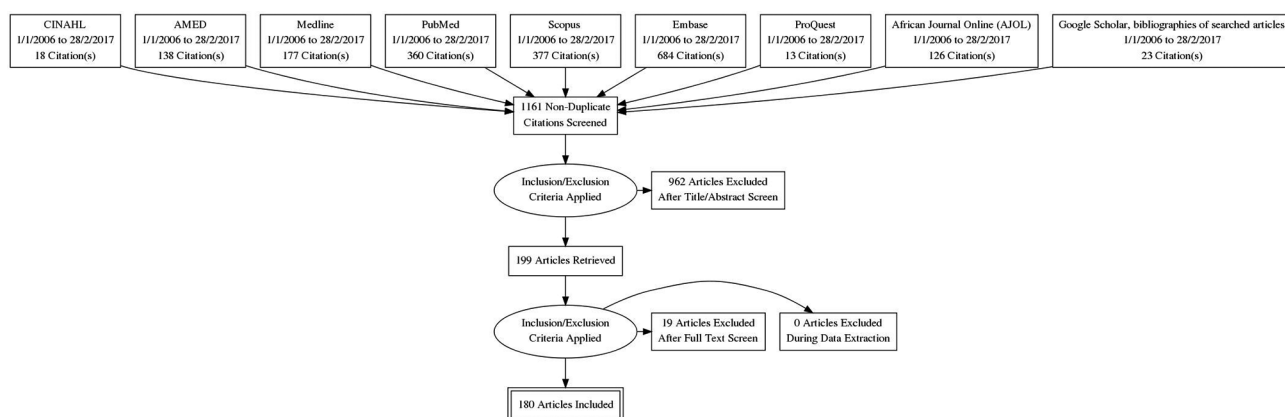 CINAHL
1/1/2006 to 28/2/2017
18 Citation(s)
AMED
1/1/2006 to 28/2/2017
138 Citation(s)
Medline
1/1/2006 to 28/2/2017
177 Citation(s)
PubMed
1/1/2006 to 28/2/2017
360 Citation(s)
Scopus
1/1/2006 to 28/2/2017
377 Citation(s)
Embase
1/1/2006 to 28/2/2017
684 Citation(s)
ProQuest
1/1/2006 to 28/2/2017
13 Citation(s)
African Journal Online (AJOL)
1/1/2006 to 28/2/2017
126 Citation(s)
Google Scholar, bibliographies of searched articles
1/1/2006 to 28/2/2017
23 Citation(s)
1161 Non-Duplicate
Citations Screened
Inclusion/Exclusion
Criteria Applied
962 Articles Excluded
After Title/Abstract Screen
199 Articles Retrieved
Inclusion/Exclusion
Criteria Applied
19 Articles Excluded
After Full Text Screen
0 Articles Excluded
During Data Extraction
180 Articles Included